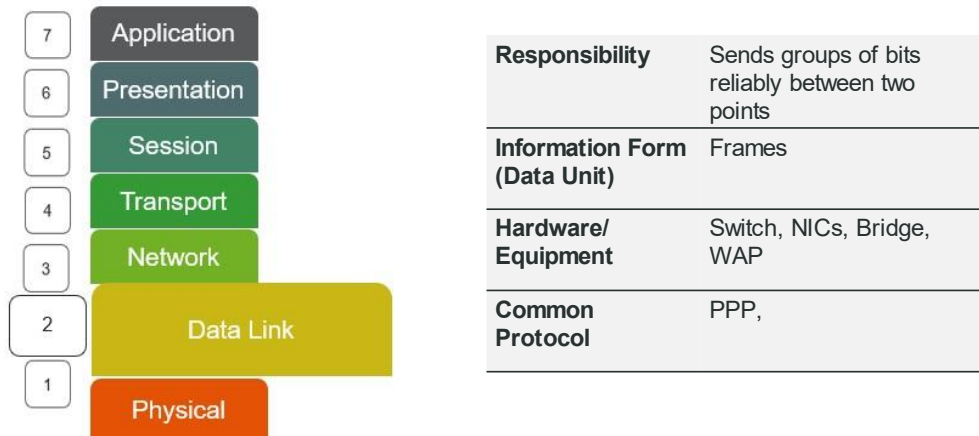 7
Application
6
Presentation
5
Session
4
Transport
3
Network
2
Data Link
1
Physical
Responsibility
Sends groups of bits
reliably between two
points
Information Form
(Data Unit)
Frames
Hardware/
Equipment
Switch, NICs, Bridge,
WAP
Common
Protocol
PPP,